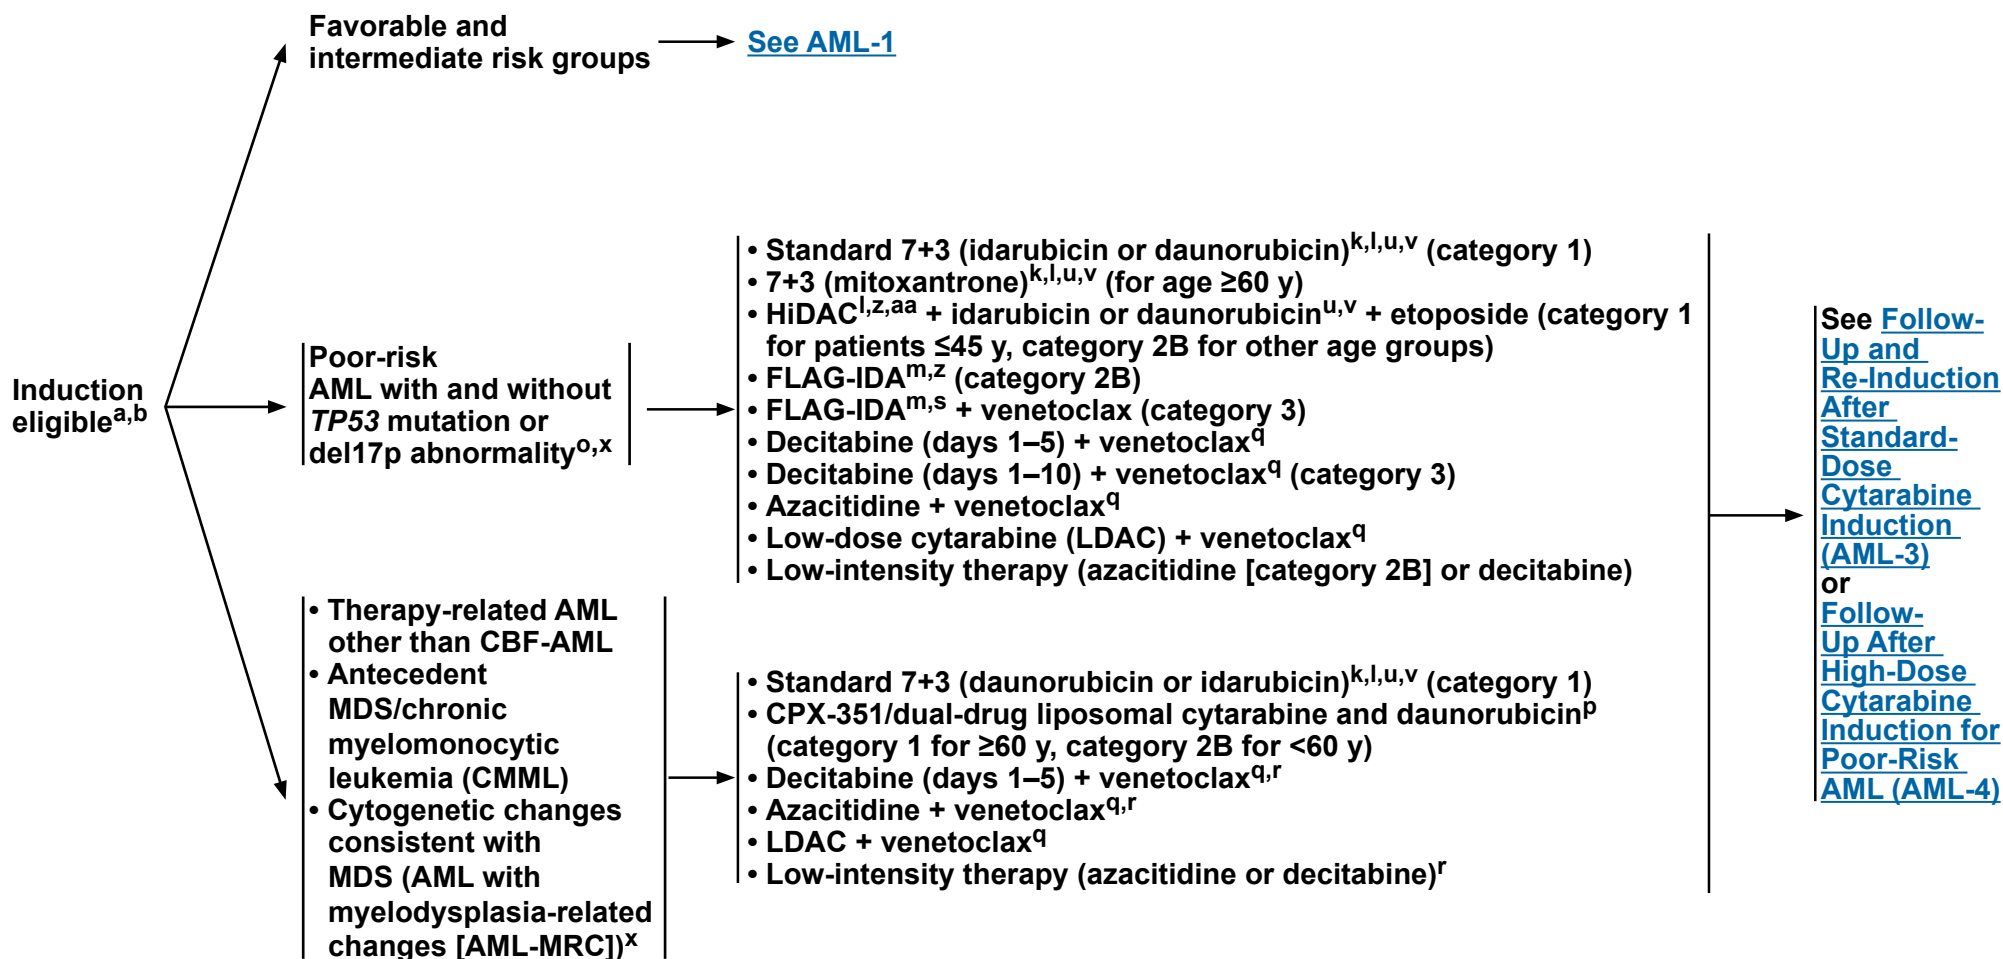 Favorable and
intermediate risk groups
See AML-1
Induction
eligiblea,b
Poor-risk
AML with and without
TP53 mutation or
del17p abnormalityo,x
• Standard 7+3 (idarubicin or daunorubicin)k,l,u,v (category 1)
• 7+3 (mitoxantrone)k,l,u,v (for age ≥60 y)
• HiDACl,z,aa + idarubicin or daunorubicinu,v + etoposide (category 1
for patients ≤45 y, category 2B for other age groups)
• FLAG-IDAm,z (category 2B)
• FLAG-IDAm,s + venetoclax (category 3)
• Decitabine (days 1–5) + venetoclaxq
• Decitabine (days 1–10) + venetoclaxq (category 3)
• Azacitidine + venetoclaxq
• Low-dose cytarabine (LDAC) + venetoclaxq
• Low-intensity therapy (azacitidine [category 2B] or decitabine)
• Therapy-related AML
other than CBF-AML
• Antecedent
MDS/chronic
myelomonocytic
leukemia (CMML)
• Cytogenetic changes
consistent with
MDS (AML with
myelodysplasia-related
changes [AML-MRC])x
• Standard 7+3 (daunorubicin or idarubicin)k,l,u,v (category 1)
• CPX-351/dual-drug liposomal cytarabine and daunorubicinp
(category 1 for ≥60 y, category 2B for <60 y)
• Decitabine (days 1–5) + venetoclaxq,r
• Azacitidine + venetoclaxq,r
• LDAC + venetoclaxq
• Low-intensity therapy (azacitidine or decitabine)r
See Follow-
Up and
Re-Induction
After
Standard-
Dose
Cytarabine
Induction
(AML-3)
or
Follow-
Up After
High-Dose
Cytarabine
Induction for
Poor-Risk
AML (AML-4)